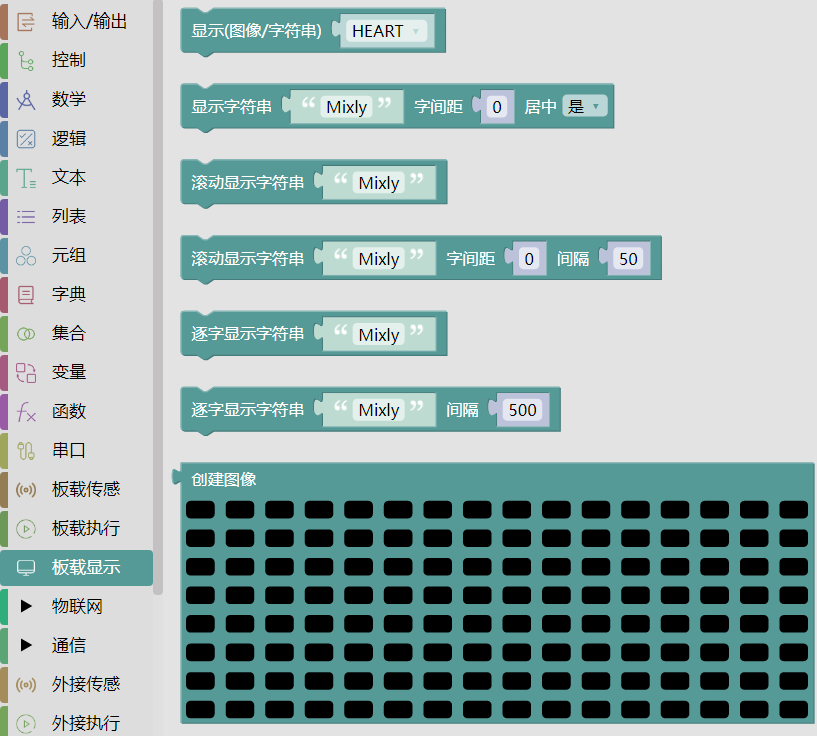 输入/输出
控制
数学
逻辑
文本
列表
元组
字典
集合
变量
函数
串口
板载传感
板载执行
板载显示
物联网
通信
外接传感
外接执行
显示(图像/字符串) HEART
显示字符串 “ Mixly ” 字间距 0 居中 是
滚动显示字符串 “ Mixly ”
滚动显示字符串 “ Mixly ” 字间距 0 间隔 50
逐字显示字符串 “ Mixly ”
逐字显示字符串 “ Mixly ” 间隔 500
创建图像